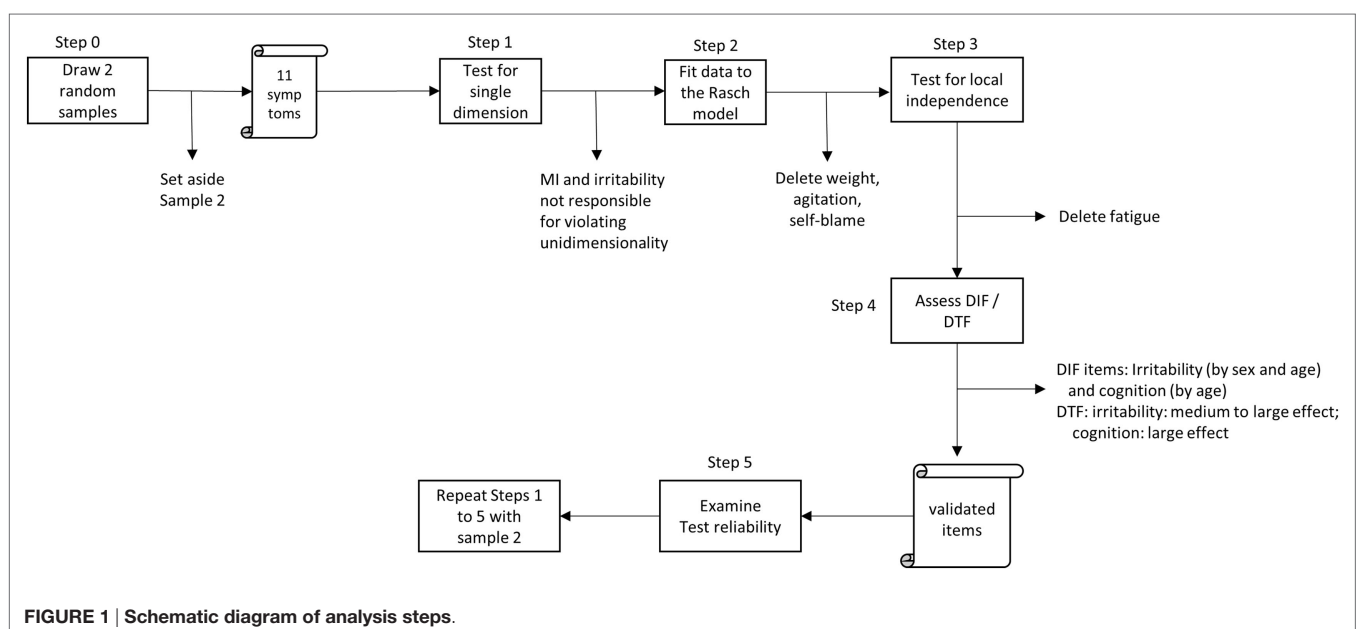 Step 0
Draw 2
random
samples
Set aside
Sample 2
11
symp
toms
Step 1
Test for
single
dimension
MI and irritability
not responsible
for violating
unidimensionality
Step 2
Fit data to
the Rasch
model
Delete weight,
agitation,
self-blame
Step 3
Test for local
independence
Delete fatigue
Step 4
Assess DIF /
DTF
DIF items: Irritability (by sex and age)
and cognition (by age)
DTF: irritability: medium to large effect;
cognition: large effect
validated
items
Step 5
Examine
Test reliability
Repeat Steps 1
to 5 with
sample 2
FIGURE 1 | Schematic diagram of analysis steps.